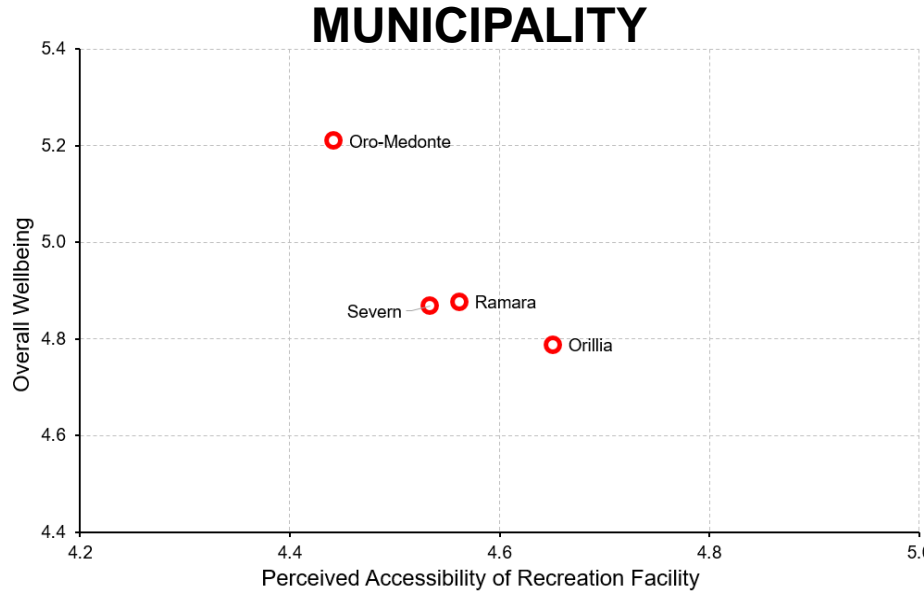 MUNICIPALITY
5.4
5.2
5.0
4.8
4.6
4.4
Overall Wellbeing
Oro-Medonte
Severn
Ramara
Orillia
4.2
4.4
4.6
4.8
Perceived Accessibility of Recreation Facility